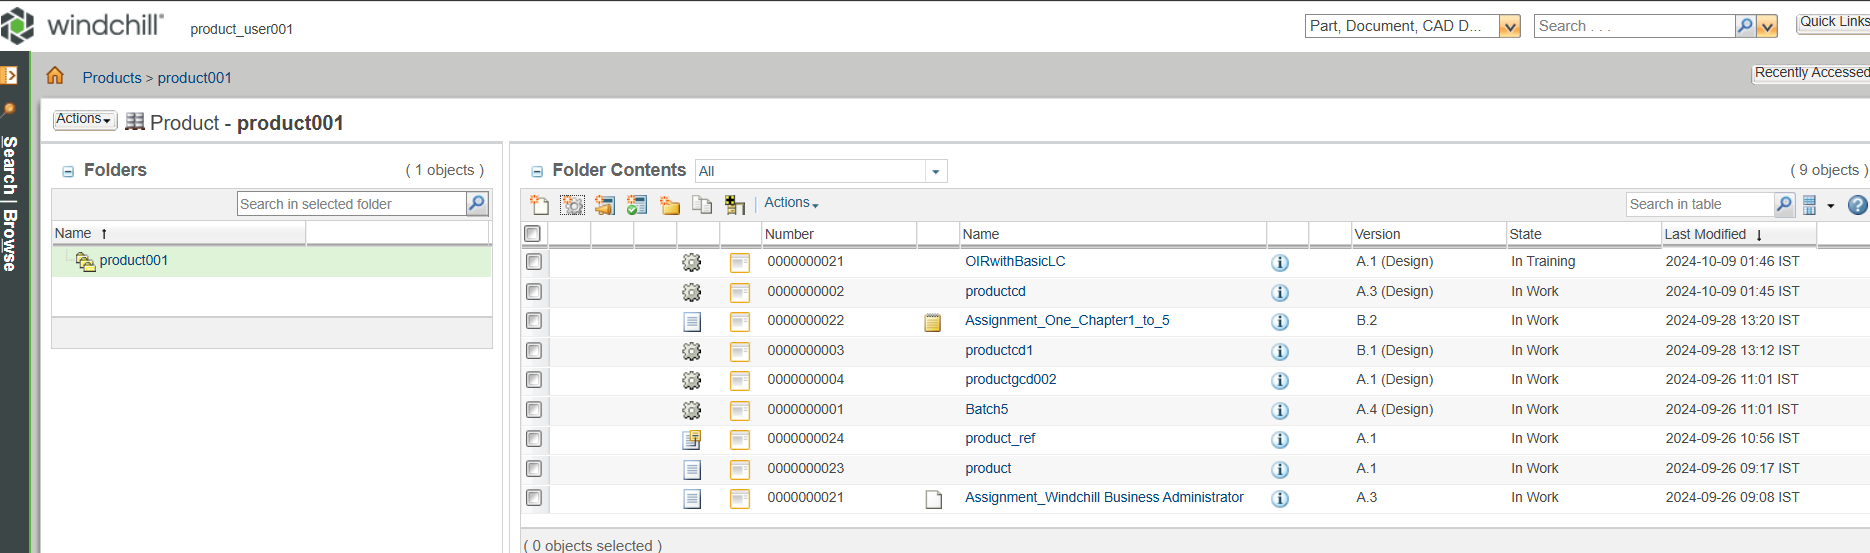 windchill®
product_user001
Part, Document, CAD D...
Search . . .
Quick Links
Products > product001
Recently Accessed
Search | Browse
Actions
Product - product001
Folders
( 1 objects )
Search in selected folder
Name ↑
product001
Folder Contents
All
( 9 objects )
Actions
Search in table
Number Name Version State Last Modified ↓
0000000021 OIRwithBasicLC A.1 (Design) In Training 2024-10-09 01:46 IST
0000000002 productcd A.3 (Design) In Work 2024-10-09 01:45 IST
0000000022 Assignment_One_Chapter1_to_5 B.2 In Work 2024-09-28 13:20 IST
0000000003 productcd1 B.1 (Design) In Work 2024-09-28 13:12 IST
0000000004 productgcd002 A.1 (Design) In Work 2024-09-26 11:01 IST
0000000001 Batch5 A.4 (Design) In Work 2024-09-26 11:01 IST
0000000024 product_ref A.1 In Work 2024-09-26 10:56 IST
0000000023 product A.1 In Work 2024-09-26 09:17 IST
0000000021 Assignment_Windchill Business Administrator A.3 In Work 2024-09-26 09:08 IST
( 0 objects selected )